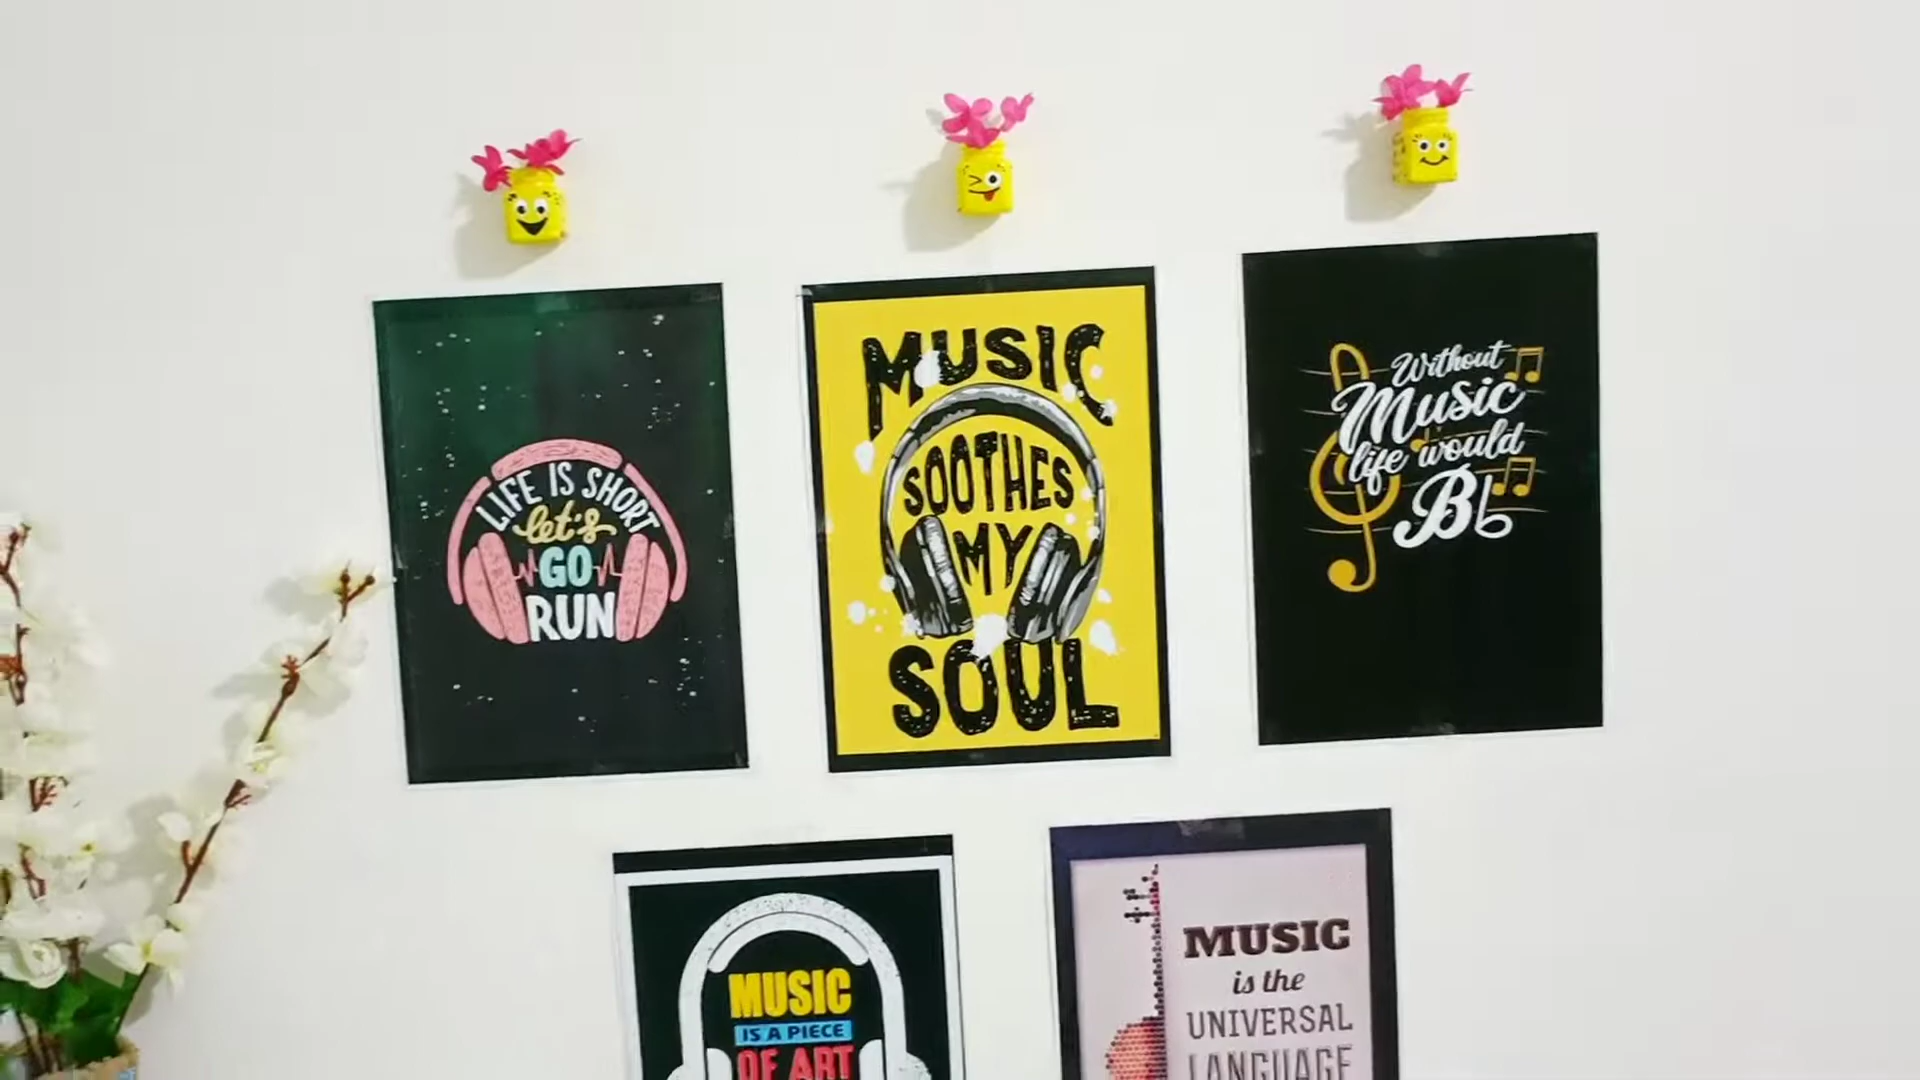 LIFE IS SHORT
let's
GO
RUN
MUSIC
SOOTHES
MY
SOUL
Without
Music
life would
B♭
MUSIC
IS A PIECE
OF ART
MUSIC
is the
UNIVERSAL
LANGUAGE